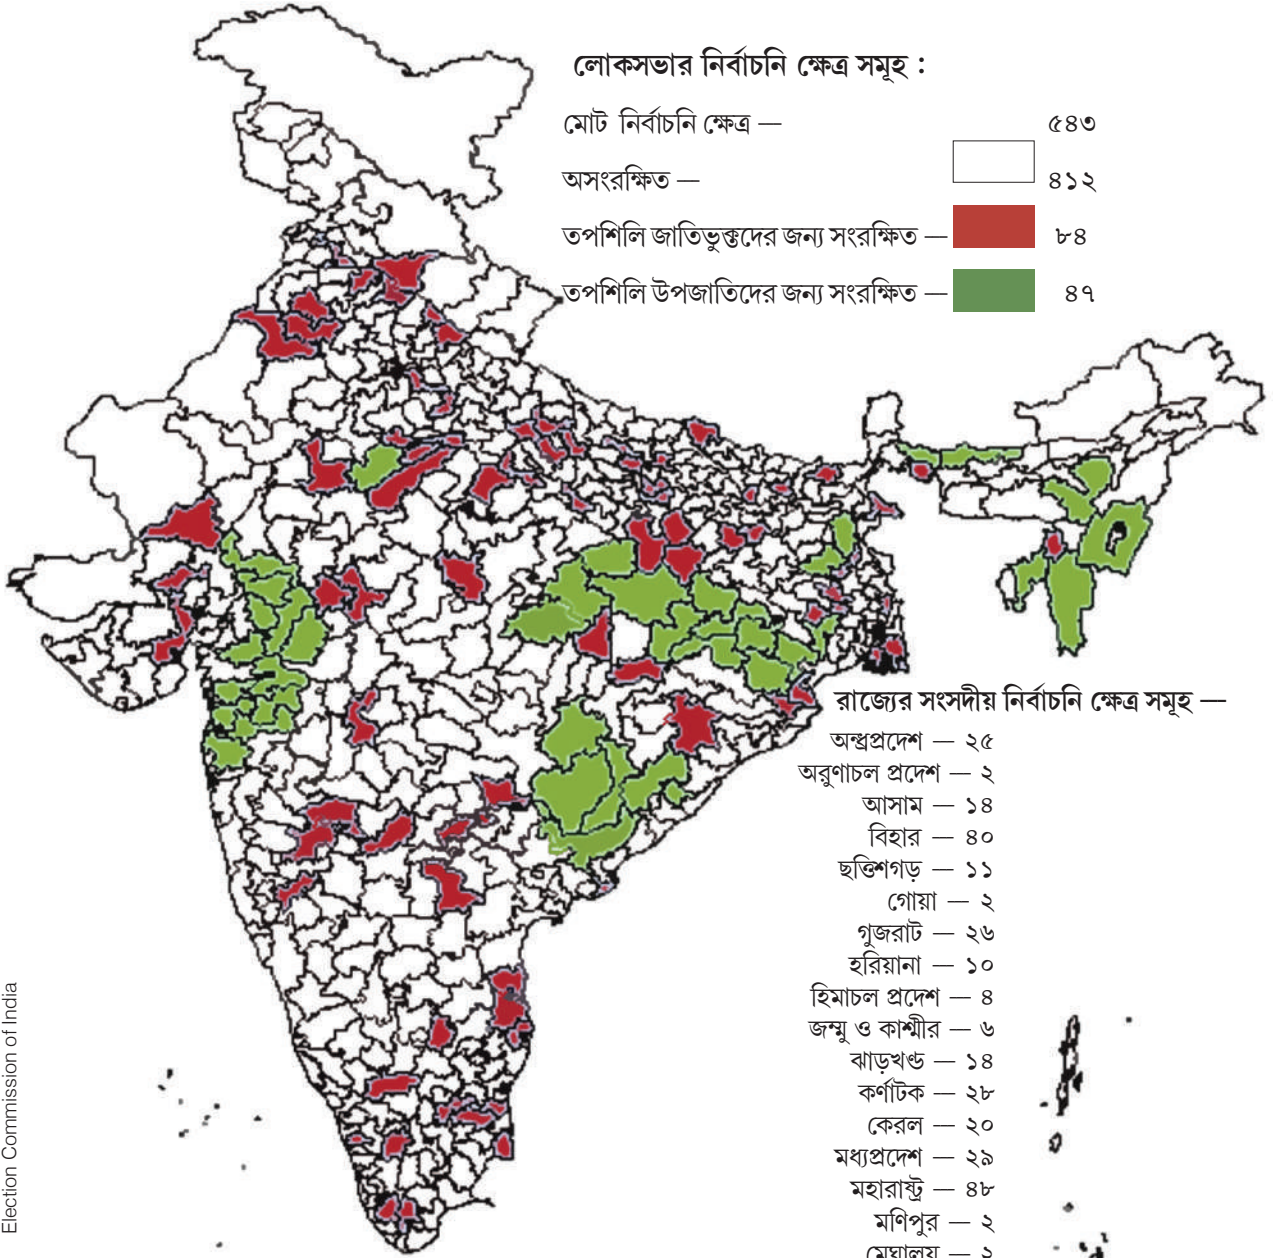 লোকসভার নির্বাচনি ক্ষেত্র সমূহ :
মোট নির্বাচনি ক্ষেত্র — ৫৪৩
অসংরক্ষিত — ৪১২
তপশিলি জাতিভুক্তদের জন্য সংরক্ষিত — ৮৪
তপশিলি উপজাতিদের জন্য সংরক্ষিত — ৪৭
রাজ্যের সংসদীয় নির্বাচনি ক্ষেত্র সমূহ —
অন্ধ্রপ্রদেশ — ২৫
অরুণাচল প্রদেশ — ২
আসাম — ১৪
বিহার — ৪০
ছত্তিশগড় — ১১
গোয়া — ২
গুজরাট — ২৬
হরিয়ানা — ১০
হিমাচল প্রদেশ — ৪
জম্মু ও কাশ্মীর — ৬
ঝাড়খণ্ড — ১৪
কর্ণাটক — ২৮
কেরল — ২০
মধ্যপ্রদেশ — ২৯
মহারাষ্ট্র — ৪৮
মণিপুর — ২
মেঘালয় — ২
Election Commission of India